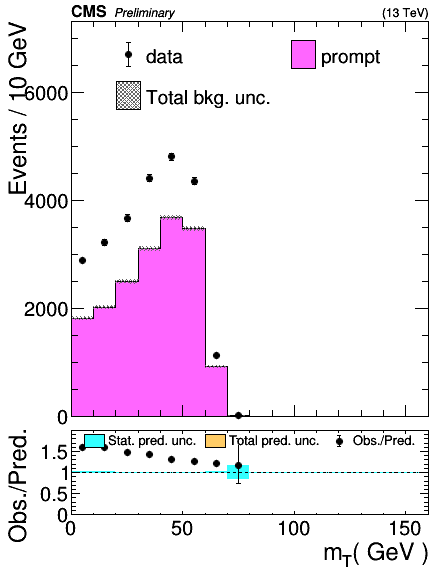 CMS Preliminary (13 TeV)
Events / 10 GeV
data
prompt
Total bkg. unc.
6000
4000
2000
0
Stat. pred. unc.
Total pred. unc.
Obs./Pred.
Obs./Pred.
1.5
1
0.5
0
0
50
100
150
m_T( GeV )